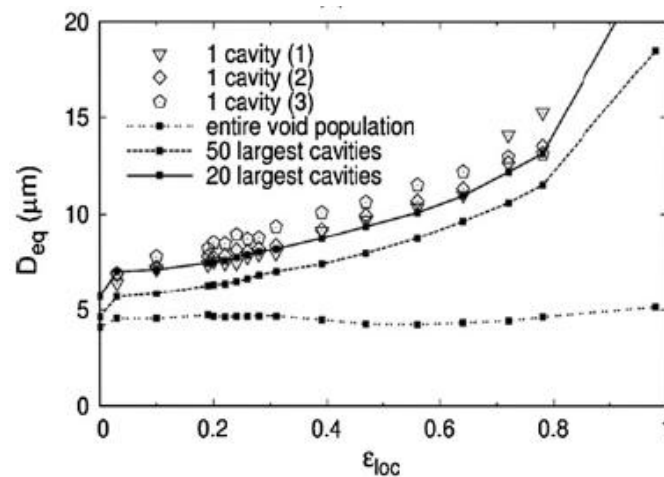 20
15
10
5
0
D_eq (μm)
1 cavity (1)
1 cavity (2)
1 cavity (3)
entire void population
50 largest cavities
20 largest cavities
0 0.2 0.4 0.6 0.8 1
ε_loc